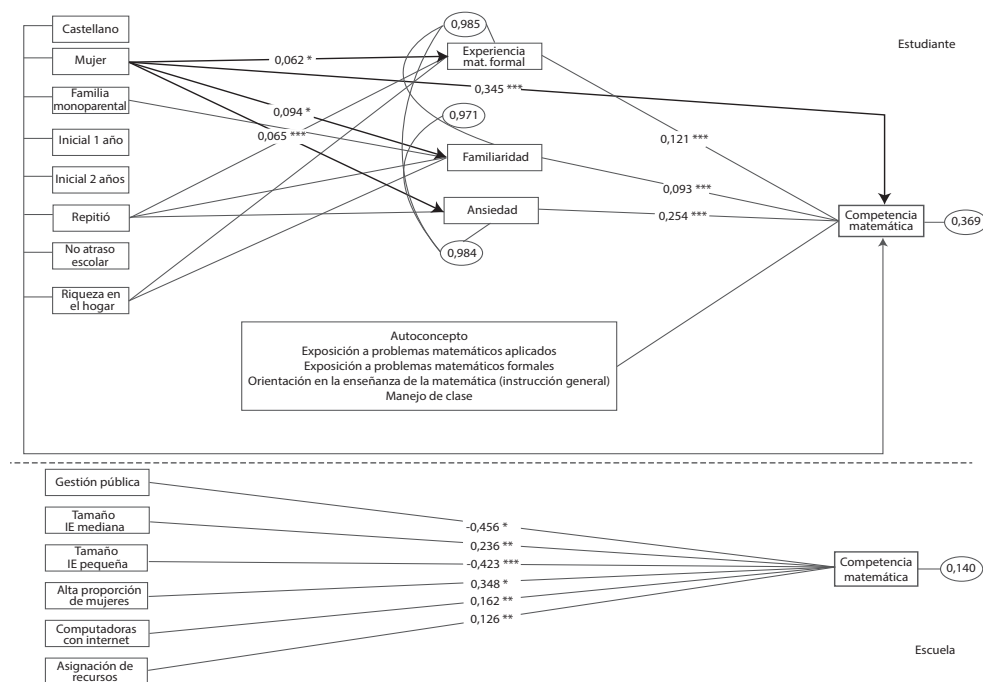 0,985
Castellano
Estudiante
Mujer
0,062 *
Experiencia
mat. formal
0,345 ***
Familia
monoparental
0,094 *
0,971
0,065 ***
Inicial 1 año
0,121 ***
Familiaridad
Inicial 2 años
0,093 ***
Repitió
Ansiedad
0,254 ***
Competencia
matemática
0,369
No atraso
escolar
0,984
Riqueza en
el hogar
Autoconcepto
Exposición a problemas matemáticos aplicados
Exposición a problemas matemáticos formales
Orientación en la enseñanza de la matemática (instrucción general)
Manejo de clase
Gestión pública
Tamaño
IE mediana
-0,456 *
0,236 **
Tamaño
IE pequeña
-0,423 ***
Competencia
matemática
0,140
0,348 *
Alta proporción
de mujeres
0,162 **
0,126 **
Computadoras
con internet
Escuela
Asignación de
recursos